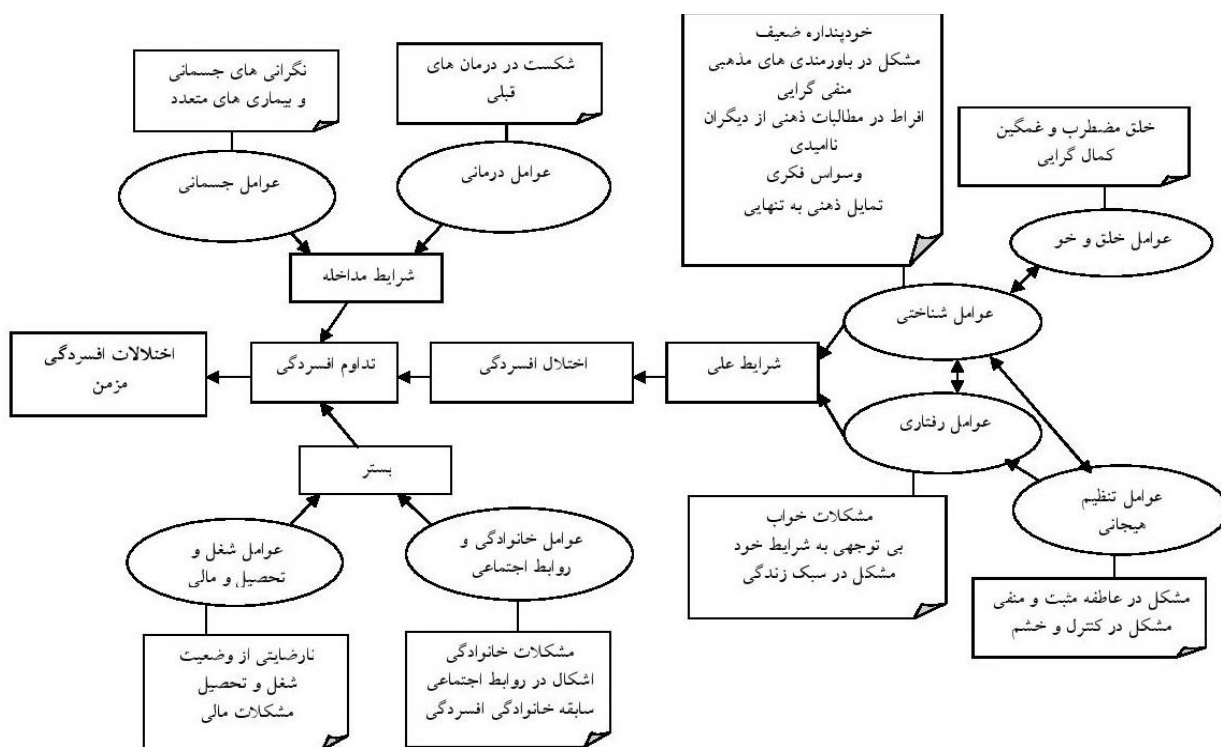 خودپنداره ضعیف
مشکل در باورمندی های مذهبی
منفی گرایی
افراط در مطالبات ذهنی از دیگران
ناامیدی
وسواس فکری
تمایل ذهنی به تنهایی
شکست در درمان های
قبلی
نگرانی های جسمانی
و بیماری های متعدد
خلق مضطرب و غمگین
کمال گرایی
عوامل درمانی
عوامل جسمانی
عوامل خلق و خو
شرایط مداخله
عوامل شناختی
شرایط علی
اختلال افسردگی
تداوم افسردگی
اختلالات افسردگی
مزمن
عوامل رفتاری
بستر
عوامل تنظیم
هیجانی
مشکلات خواب
بی توجهی به شرایط خود
مشکل در سبک زندگی
عوامل خانوادگی و
روابط اجتماعی
عوامل شغل و
تحصیل و مالی
مشکل در عاطفه مثبت و منفی
مشکل در کنترل و خشم
مشکلات خانوادگی
اشکال در روابط اجتماعی
سابقه خانوادگی افسردگی
نارضایتی از وضعیت
شغل و تحصیل
مشکلات مالی